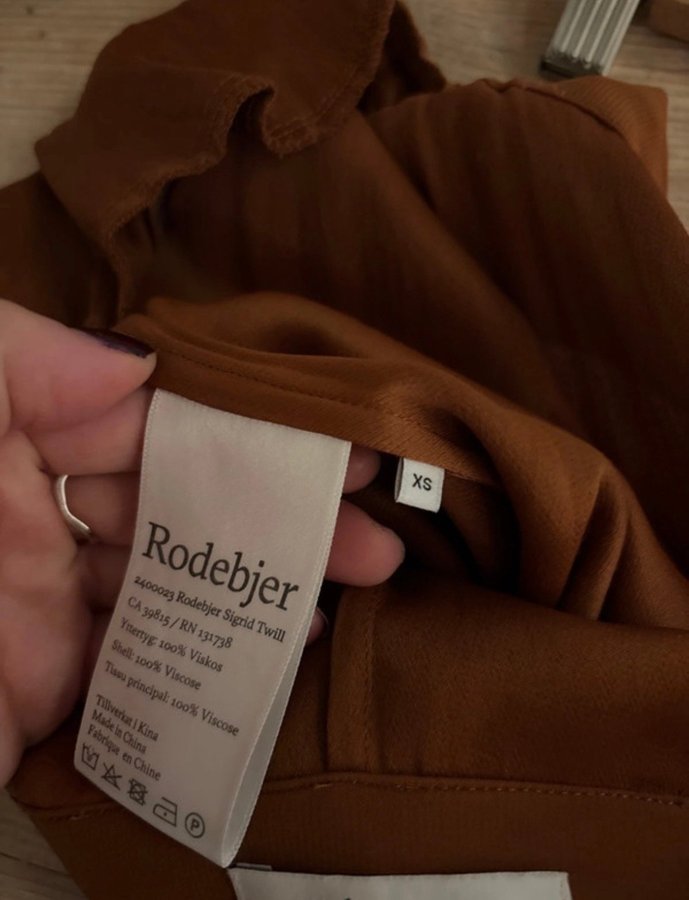 XS
Rodebjer
2400023 Rodebjer Sigrid Twill
CA 39815 / RN 131738
Yttertyg: 100% Viskos
Shell: 100% Viscose
Tissu principal: 100% Viscose
Tillverkat i Kina
Made in China
Fabriqué en Chine
P